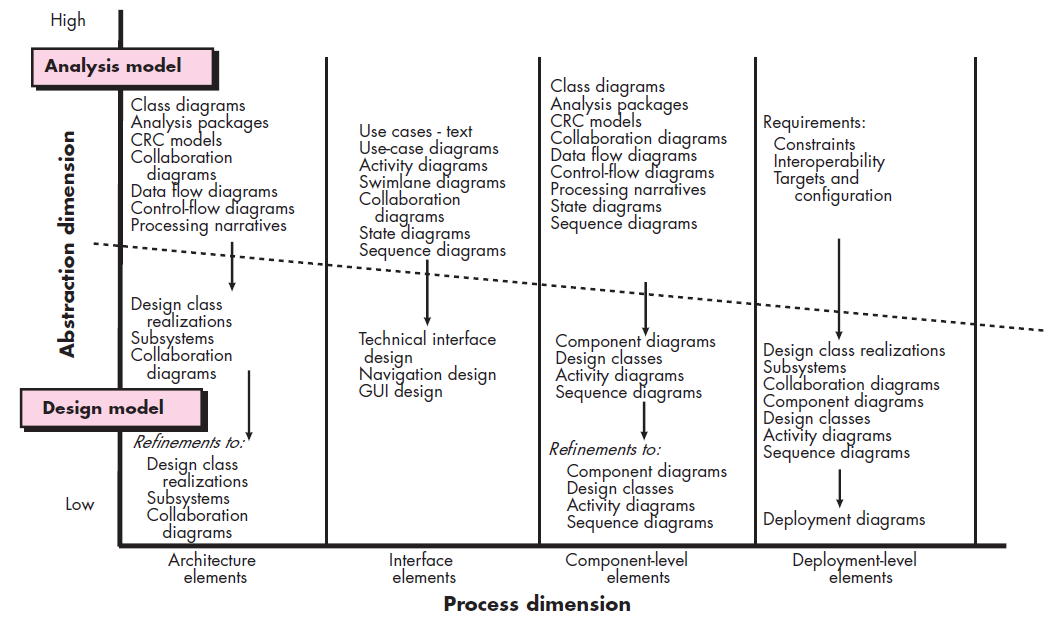 High
Analysis model
Abstraction dimension
Design model
Low
Class diagrams
Analysis packages
CRC models
Collaboration
diagrams
Data flow diagrams
Control-flow diagrams
Processing narratives
Design class
realizations
Subsystems
Collaboration
diagrams
Refinements to:
Design class
realizations
Subsystems
Collaboration
diagrams
Architecture
elements
Use cases - text
Use-case diagrams
Activity diagrams
Swimlane diagrams
Collaboration
diagrams
State diagrams
Sequence diagrams
Technical interface
design
Navigation design
GUI design
Interface
elements
Class diagrams
Analysis packages
CRC models
Collaboration diagrams
Data flow diagrams
Control-flow diagrams
Processing narratives
State diagrams
Sequence diagrams
Component diagrams
Design classes
Activity diagrams
Sequence diagrams
Refinements to:
Component diagrams
Design classes
Activity diagrams
Sequence diagrams
Component-level
elements
Requirements:
Constraints
Interoperability
Targets and
configuration
Design class realizations
Subsystems
Collaboration diagrams
Component diagrams
Design classes
Activity diagrams
Sequence diagrams
Deployment diagrams
Deployment-level
elements
Process dimension